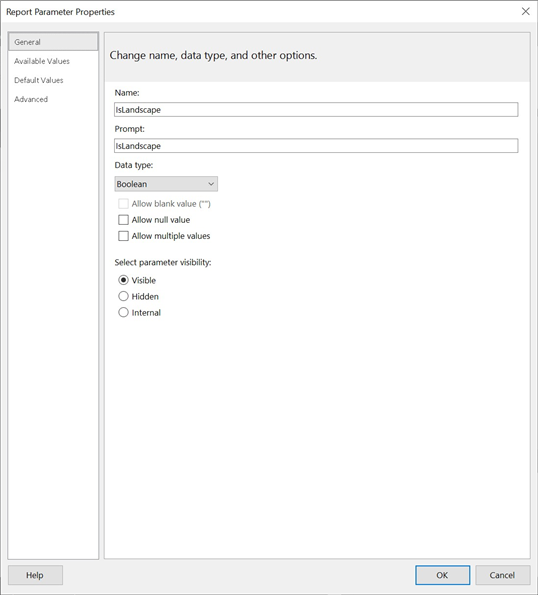 Report Parameter Properties
General
Available Values
Default Values
Advanced
Change name, data type, and other options.
Name:
IsLandscape
Prompt:
IsLandscape
Data type:
Boolean
Allow blank value ("")
Allow null value
Allow multiple values
Select parameter visibility:
Visible
Hidden
Internal
Help
OK
Cancel